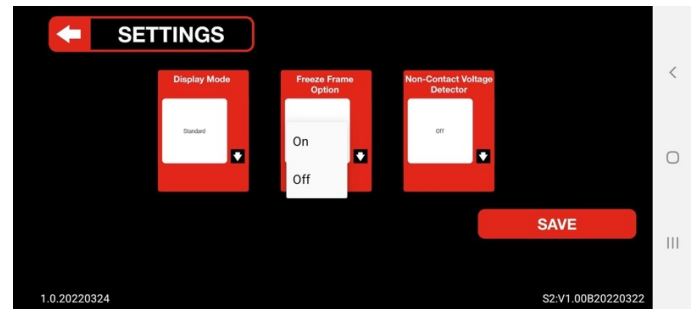 SETTINGS
Display Mode
Standard
Freeze Frame
Option
On
Off
Non-Contact Voltage
Detector
Off
SAVE
1.0.20220324
S2:V1.00B20220322